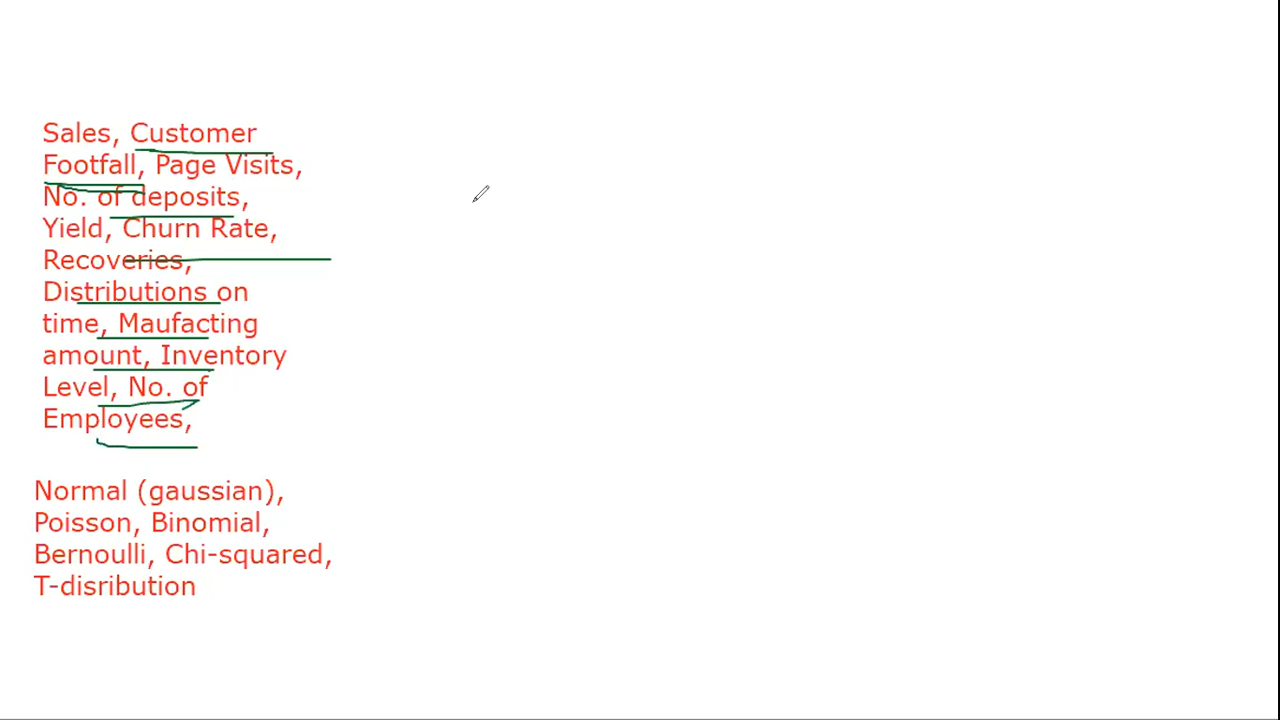 Sales, Customer
Footfall, Page Visits,
No. of deposits,
Yield, Churn Rate,
Recoveries,
Distributions on
time, Maufacting
amount, Inventory
Level, No. of
Employees,
Normal (gaussian),
Poisson, Binomial,
Bernoulli, Chi-squared,
T-disribution